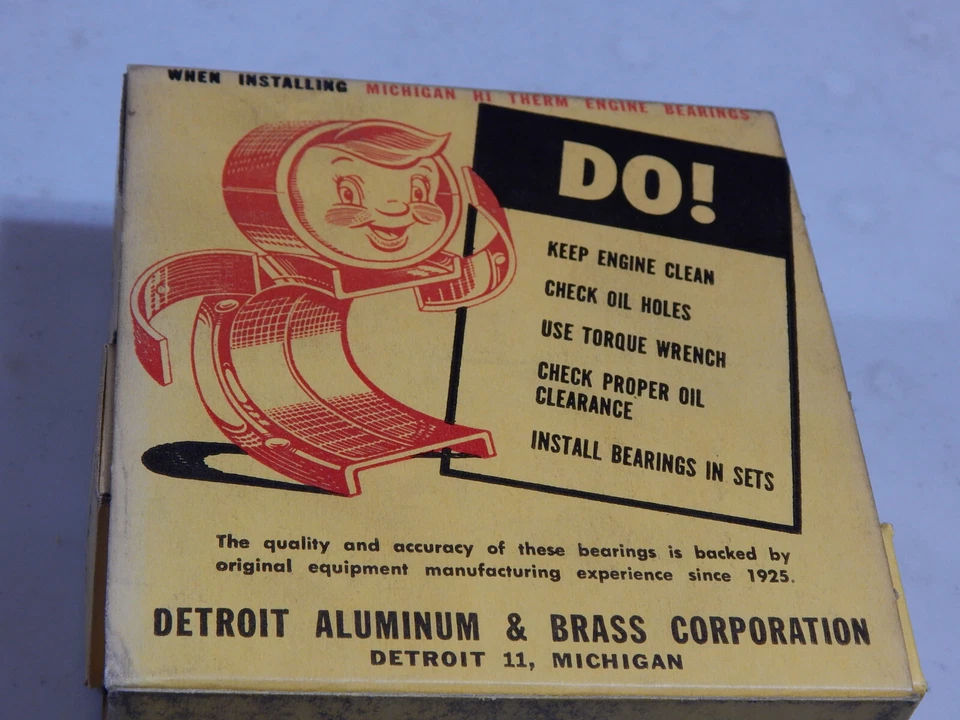 WHEN INSTALLING MICHIGAN HI THERM ENGINE BEARINGS
DO!
KEEP ENGINE CLEAN
CHECK OIL HOLES
USE TORQUE WRENCH
CHECK PROPER OIL
CLEARANCE
INSTALL BEARINGS IN SETS
The quality and accuracy of these bearings is backed by
original equipment manufacturing experience since 1925.
DETROIT ALUMINUM & BRASS CORPORATION
DETROIT 11, MICHIGAN